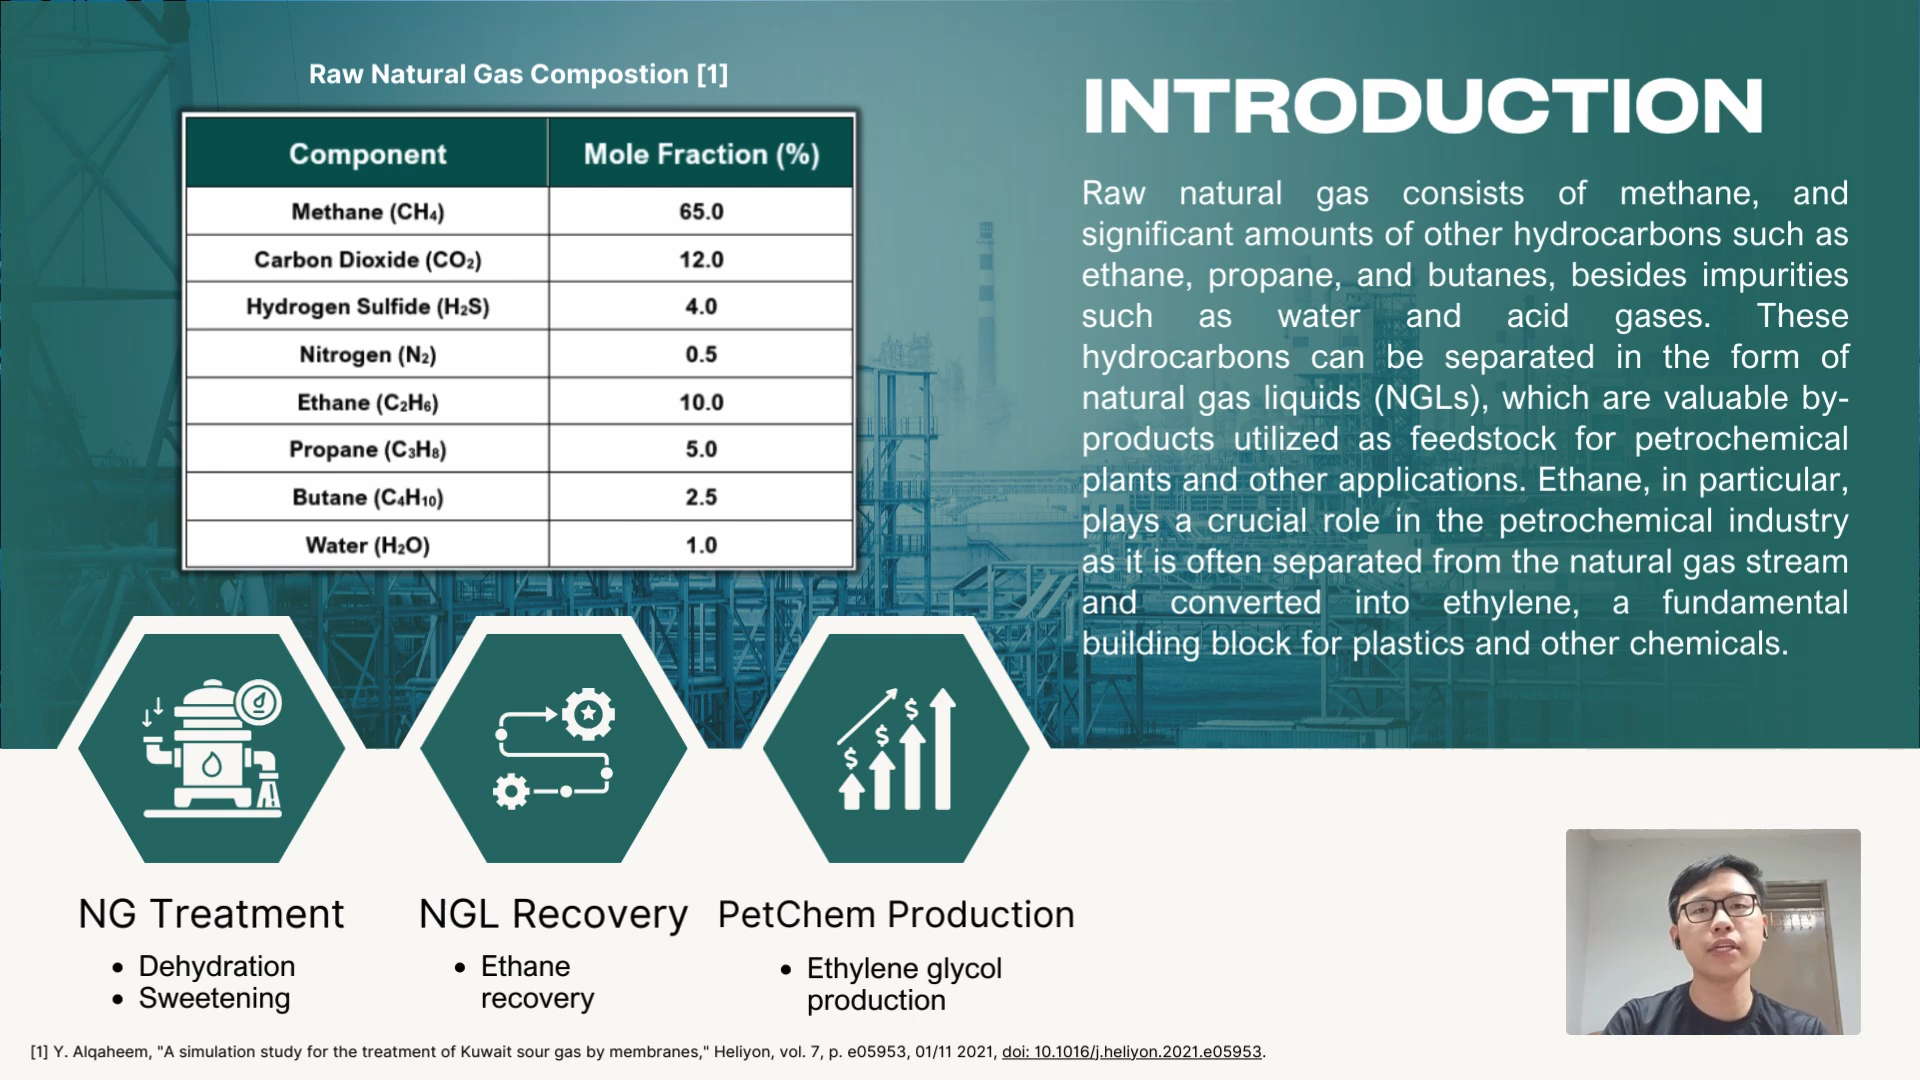 Raw Natural Gas Compostion [1]
Component Mole Fraction (%)
Methane (CH₄) 65.0
Carbon Dioxide (CO₂) 12.0
Hydrogen Sulfide (H₂S) 4.0
Nitrogen (N₂) 0.5
Ethane (C₂H₆) 10.0
Propane (C₃H₈) 5.0
Butane (C₄H₁₀) 2.5
Water (H₂O) 1.0
INTRODUCTION
Raw natural gas consists of methane, and
significant amounts of other hydrocarbons such as
ethane, propane, and butanes, besides impurities
such as water and acid gases. These
hydrocarbons can be separated in the form of
natural gas liquids (NGLs), which are valuable by-
products utilized as feedstock for petrochemical
plants and other applications. Ethane, in particular,
plays a crucial role in the petrochemical industry
as it is often separated from the natural gas stream
and converted into ethylene, a fundamental
building block for plastics and other chemicals.
$ $ $
NG Treatment
• Dehydration
• Sweetening
NGL Recovery
• Ethane
recovery
PetChem Production
• Ethylene glycol
production
[1] Y. Alqaheem, "A simulation study for the treatment of Kuwait sour gas by membranes," Heliyon, vol. 7, p. e05953, 01/11 2021, doi: 10.1016/j.heliyon.2021.e05953.